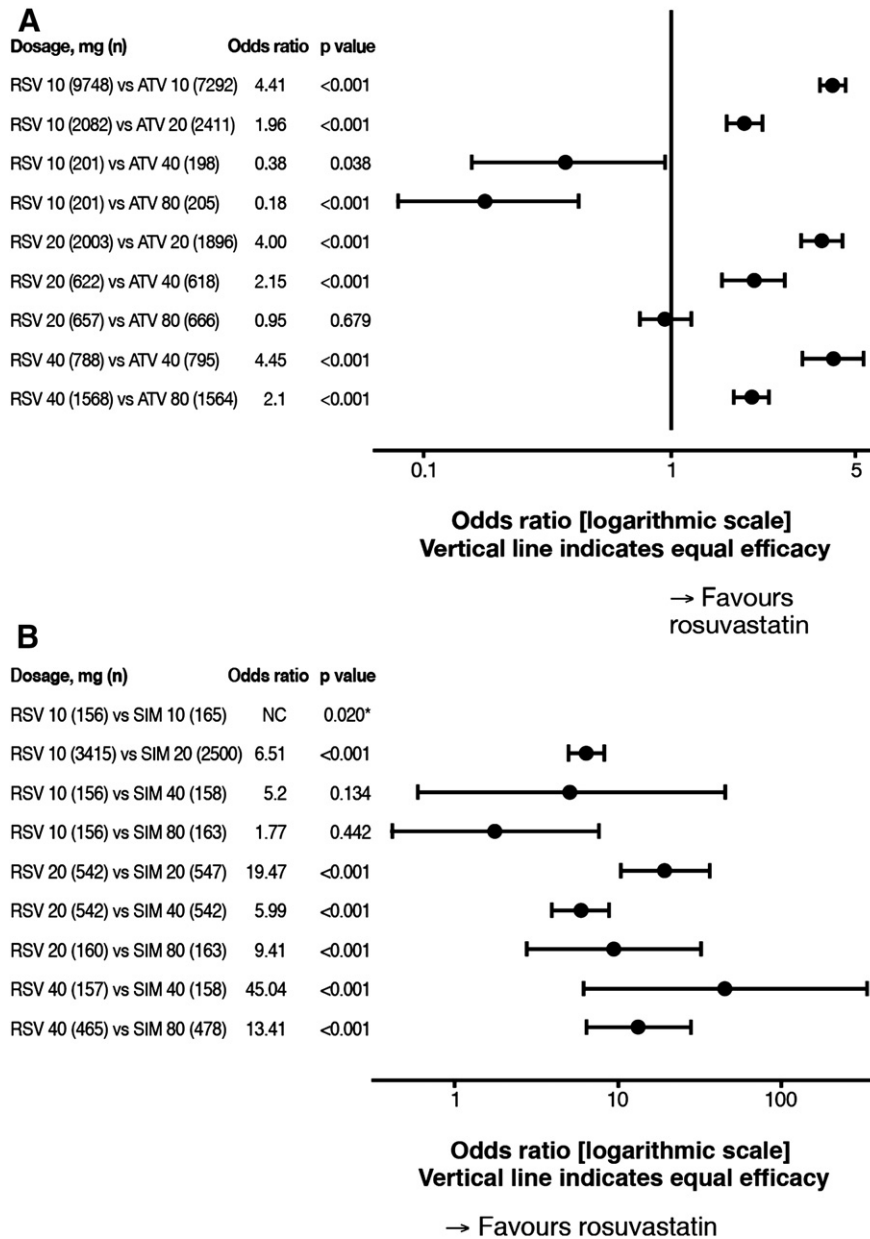 A
Dosage, mg (n) Odds ratio p value
RSV 10 (9748) vs ATV 10 (7292) 4.41 <0.001
RSV 10 (2082) vs ATV 20 (2411) 1.96 <0.001
RSV 10 (201) vs ATV 40 (198) 0.38 0.038
RSV 10 (201) vs ATV 80 (205) 0.18 <0.001
RSV 20 (2003) vs ATV 20 (1896) 4.00 <0.001
RSV 20 (622) vs ATV 40 (618) 2.15 <0.001
RSV 20 (657) vs ATV 80 (666) 0.95 0.679
RSV 40 (788) vs ATV 40 (795) 4.45 <0.001
RSV 40 (1568) vs ATV 80 (1564) 2.1 <0.001
0.1 1 5
Odds ratio [logarithmic scale]
Vertical line indicates equal efficacy
→ Favours
rosuvastatin
B
Dosage, mg (n) Odds ratio p value
RSV 10 (156) vs SIM 10 (165) NC 0.020*
RSV 10 (3415) vs SIM 20 (2500) 6.51 <0.001
RSV 10 (156) vs SIM 40 (158) 5.2 0.134
RSV 10 (156) vs SIM 80 (163) 1.77 0.442
RSV 20 (542) vs SIM 20 (547) 19.47 <0.001
RSV 20 (542) vs SIM 40 (542) 5.99 <0.001
RSV 20 (160) vs SIM 80 (163) 9.41 <0.001
RSV 40 (157) vs SIM 40 (158) 45.04 <0.001
RSV 40 (465) vs SIM 80 (478) 13.41 <0.001
1 10 100
Odds ratio [logarithmic scale]
Vertical line indicates equal efficacy
→ Favours rosuvastatin